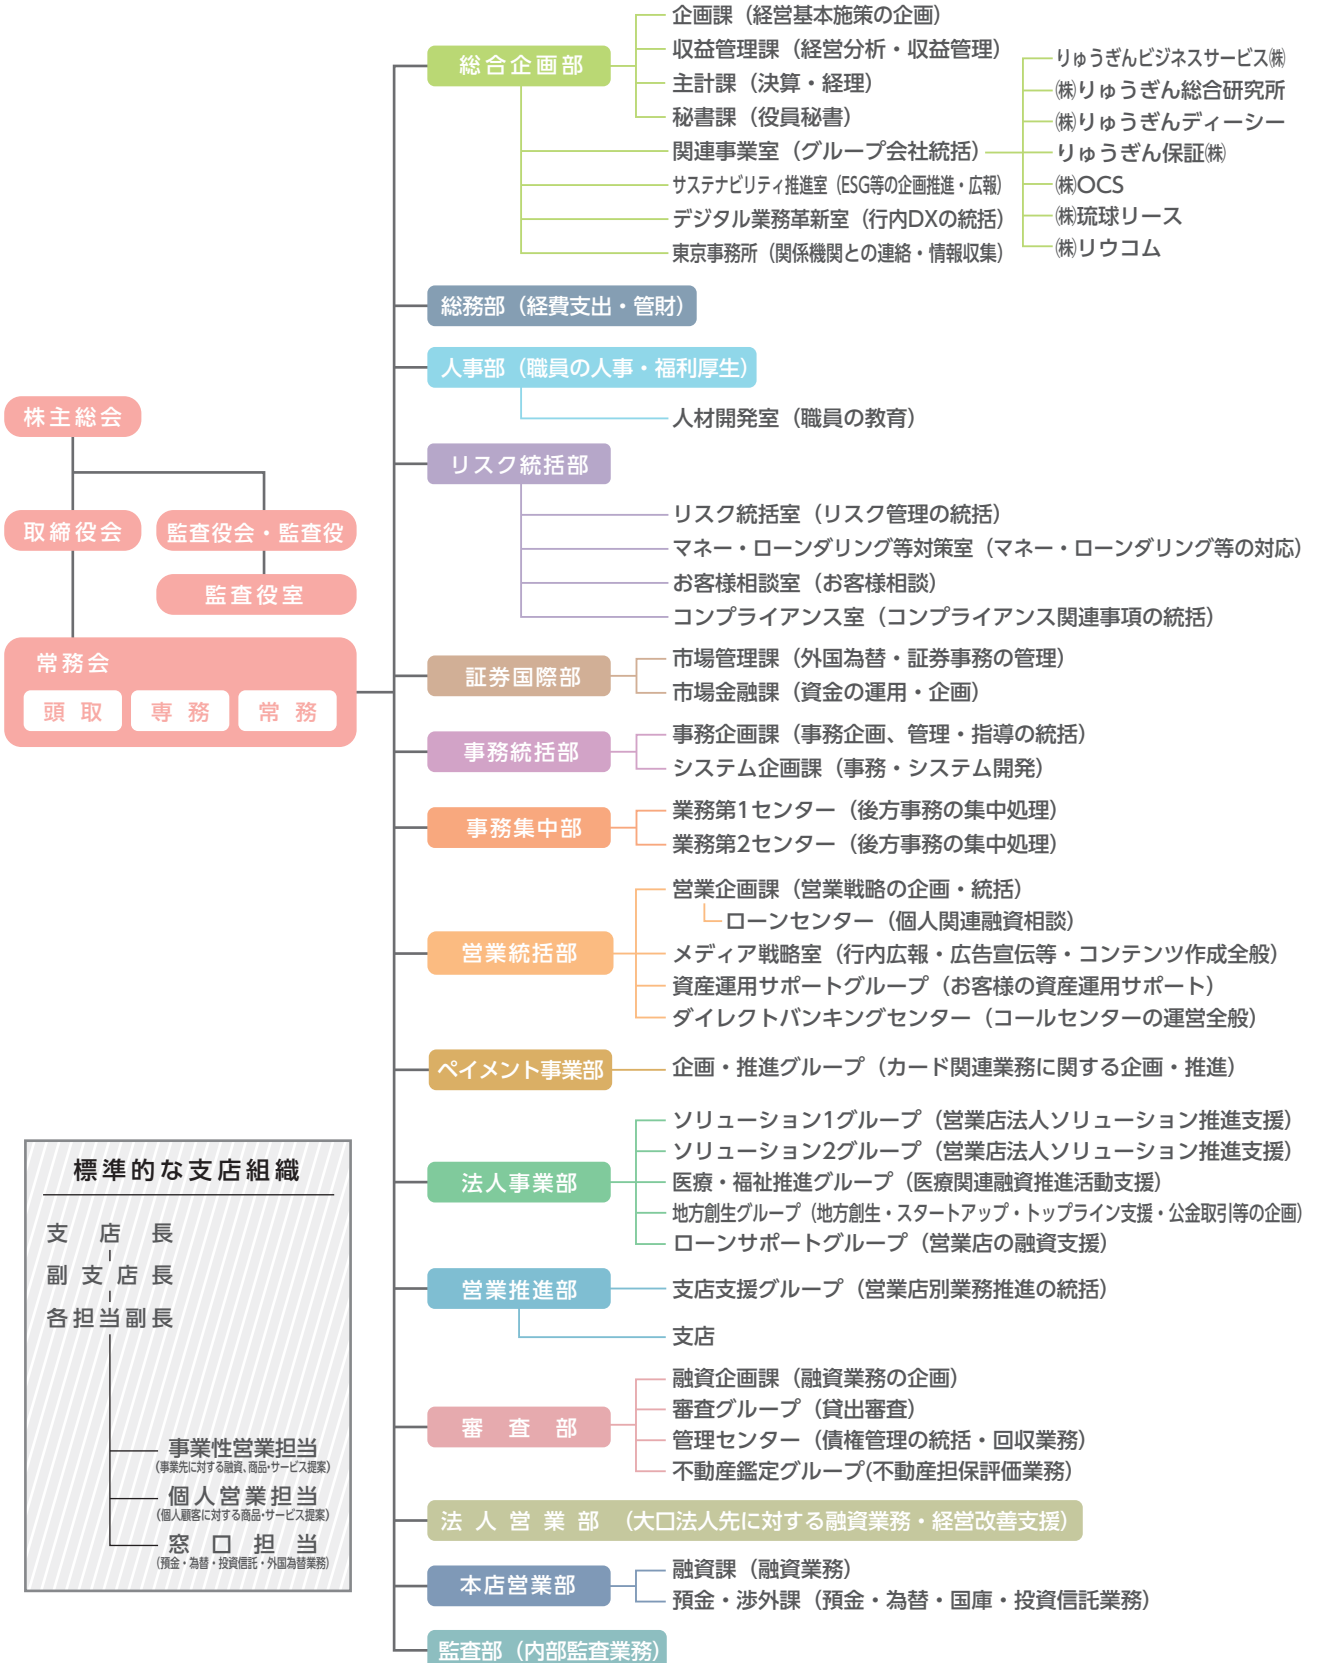 株主総会
取締役会
監査役会・監査役
監査役室
常務会
頭取
専務
常務
総合企画部
企画課（経営基本施策の企画）
収益管理課（経営分析・収益管理）
主計課（決算・経理）
秘書課（役員秘書）
関連事業室（グループ会社統括）
りゅうぎんビジネスサービス㈱
㈱りゅうぎん総合研究所
㈱りゅうぎんディーシー
りゅうぎん保証㈱
㈱OCS
㈱琉球リース
㈱リウコム
サステナビリティ推進室（ESG等の企画推進・広報）
デジタル業務革新室（行内DXの統括）
東京事務所（関係機関との連絡・情報収集）
総務部（経費支出・管財）
人事部（職員の人事・福利厚生）
人材開発室（職員の教育）
リスク統括部
リスク統括室（リスク管理の統括）
マネー・ローンダリング等対策室（マネー・ローンダリング等の対応）
お客様相談室（お客様相談）
コンプライアンス室（コンプライアンス関連事項の統括）
証券国際部
市場管理課（外国為替・証券事務の管理）
市場金融課（資金の運用・企画）
事務統括部
事務企画課（事務企画、管理・指導の統括）
システム企画課（事務・システム開発）
事務集中部
業務第1センター（後方事務の集中処理）
業務第2センター（後方事務の集中処理）
営業統括部
営業企画課（営業戦略の企画・統括）
ローンセンター（個人関連融資相談）
メディア戦略室（行内広報・広告宣伝等・コンテンツ作成全般）
資産運用サポートグループ（お客様の資産運用サポート）
ダイレクトバンキングセンター（コールセンターの運営全般）
ペイメント事業部
企画・推進グループ（カード関連業務に関する企画・推進）
法人事業部
ソリューション1グループ（営業店法人ソリューション推進支援）
ソリューション2グループ（営業店法人ソリューション推進支援）
医療・福祉推進グループ（医療関連融資推進活動支援）
地方創生グループ（地方創生・スタートアップ・トップライン支援・公金取引等の企画）
ローンサポートグループ（営業店の融資支援）
営業推進部
支店支援グループ（営業店別業務推進の統括）
支店
審査部
融資企画課（融資業務の企画）
審査グループ（貸出審査）
管理センター（債権管理の統括・回収業務）
不動産鑑定グループ(不動産担保評価業務）
法人営業部（大口法人先に対する融資業務・経営改善支援）
本店営業部
融資課（融資業務）
預金・渉外課（預金・為替・国庫・投資信託業務）
監査部（内部監査業務）
標準的な支店組織
支店長
副支店長
各担当副長
事業性営業担当
（事業先に対する融資、商品・サービス提案）
個人営業担当
（個人顧客に対する商品・サービス提案）
窓口担当
（預金・為替・投資信託・外国為替業務）